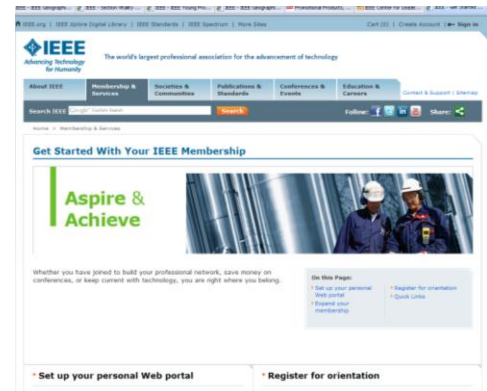 IEEE.org | IEEE Xplore Digital Library | IEEE Standards | IEEE Spectrum | More Sites
Cart (0) | Create Account | Sign In
IEEE
Advancing Technology
for Humanity
The world's largest professional association for the advancement of technology
About IEEE
Membership &
Services
Societies &
Communities
Publications &
Standards
Conferences &
Events
Education &
Careers
Contact & Support | Sitemap
Search IEEE
Search
Follow:
Share:
Home > Membership & Services
Get Started With Your IEEE Membership
Aspire &
Achieve
Whether you have joined to build your professional network, save money on
conferences, or keep current with technology, you are right where you belong.
On this Page:
Set up your personal
Web portal
Expand your
membership
Register for orientation
Quick Links
Set up your personal Web portal
Register for orientation